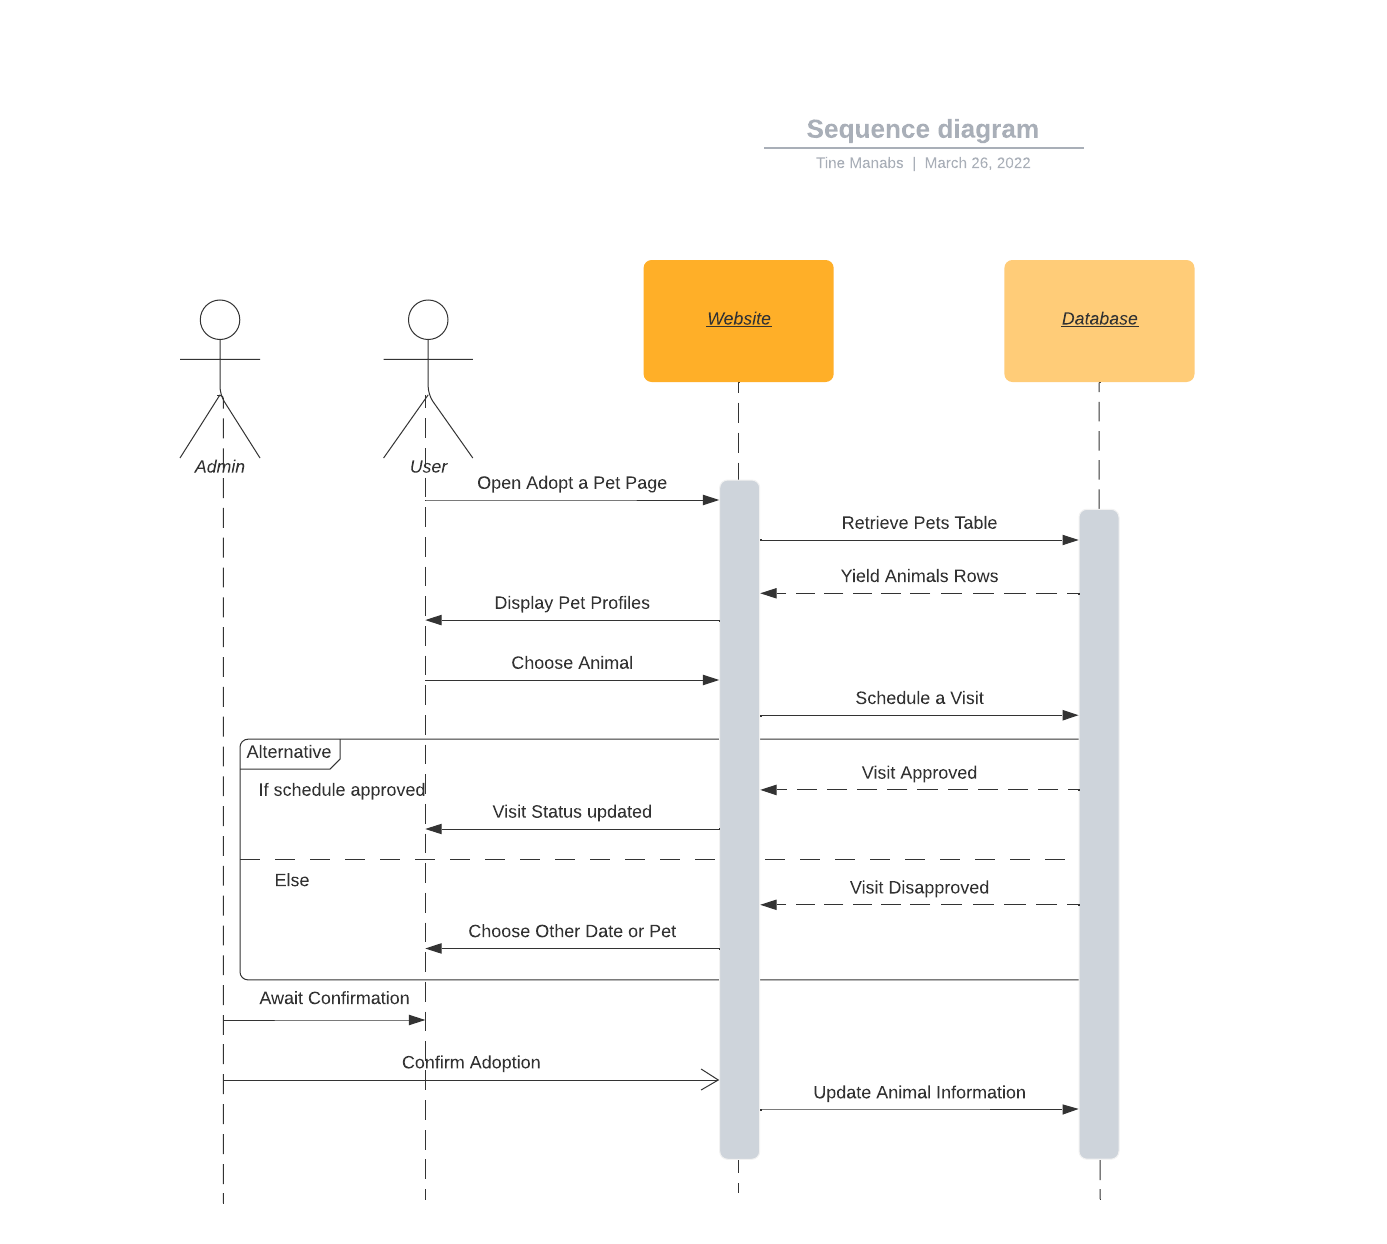 Sequence diagram
Tine Manabs | March 26, 2022
Website
Database
Admin
User
Open Adopt a Pet Page
Retrieve Pets Table
Yield Animals Rows
Display Pet Profiles
Choose Animal
Schedule a Visit
Alternative
Visit Approved
If schedule approved
Visit Status updated
Else
Visit Disapproved
Choose Other Date or Pet
Await Confirmation
Confirm Adoption
Update Animal Information